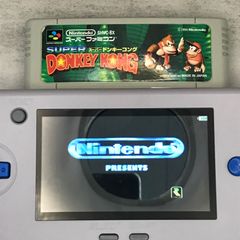 Nintendo SHVC-EX
スーパーファミコン
SUPER スーパードンキーコング
DONKEY KONG
MADE IN JAPAN
Nintendo
PRESENTS